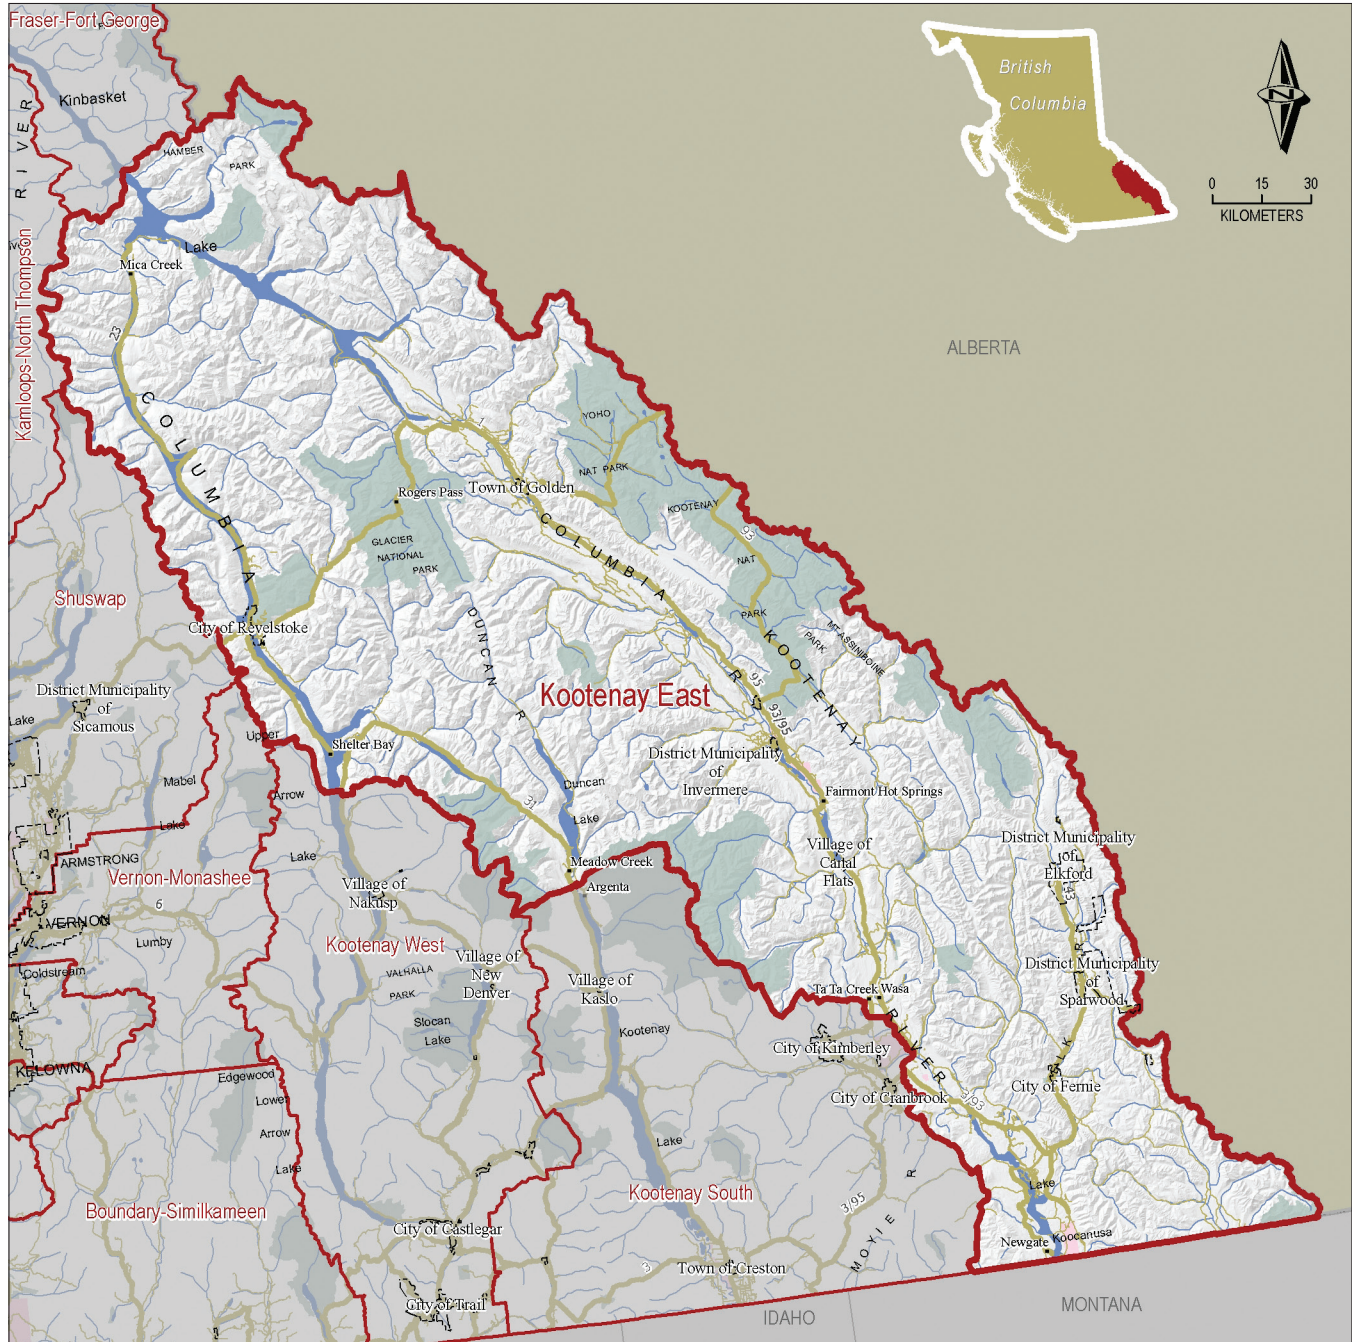 Fraser-Fort George
British
Columbia
N
Kinbasket
RIVER
0 15 30
KILOMETERS
HAMBER
PARK
Kamloops-North Thompson
Lake
Mica Creek
23
ALBERTA
COLUMBIA
YOHO
NAT PARK
1
Rogers Pass
Town of Golden
KOOTENAY
93
NAT
PARK
COLUMBIA
R
GLACIER
NATIONAL
PARK
Shuswap
City of Revelstoke
DUNCAN
R
KOOTENAY
MT ASSINIBOINE
PARK
District Municipality
of
Sicamous
Lake
Kootenay East
95
93/95
Upper
Shelter Bay
District Municipality
of
Invermere
Mabel
Lake
Arrow
Lake
31
Duncan
Lake
Fairmont Hot Springs
District Municipality
of
Elkford
43
ARMSTRONG
Vernon-Monashee
Village of
Nakusp
Meadow Creek
Argenta
Village of
Canal
Flats
VERNON
6
Lumby
Kootenay West
Coldstream
VALHALLA
PARK
Village of
New
Denver
Village of
Kaslo
District Municipality
of
Sparwood
Ta Ta Creek
Wasa
Slocan
Lake
Kootenay
Lake
City of Kimberley
RIVER
ELK
R
KELOWNA
Edgewood
Lower
Arrow
Lake
City of Cranbrook
3/93
City of Fernie
Boundary-Similkameen
Kootenay South
3/95
MOYIE
R
Lake
Koocanusa
Newgate
City of Castlegar
3
Town of Creston
City of Trail
IDAHO
MONTANA